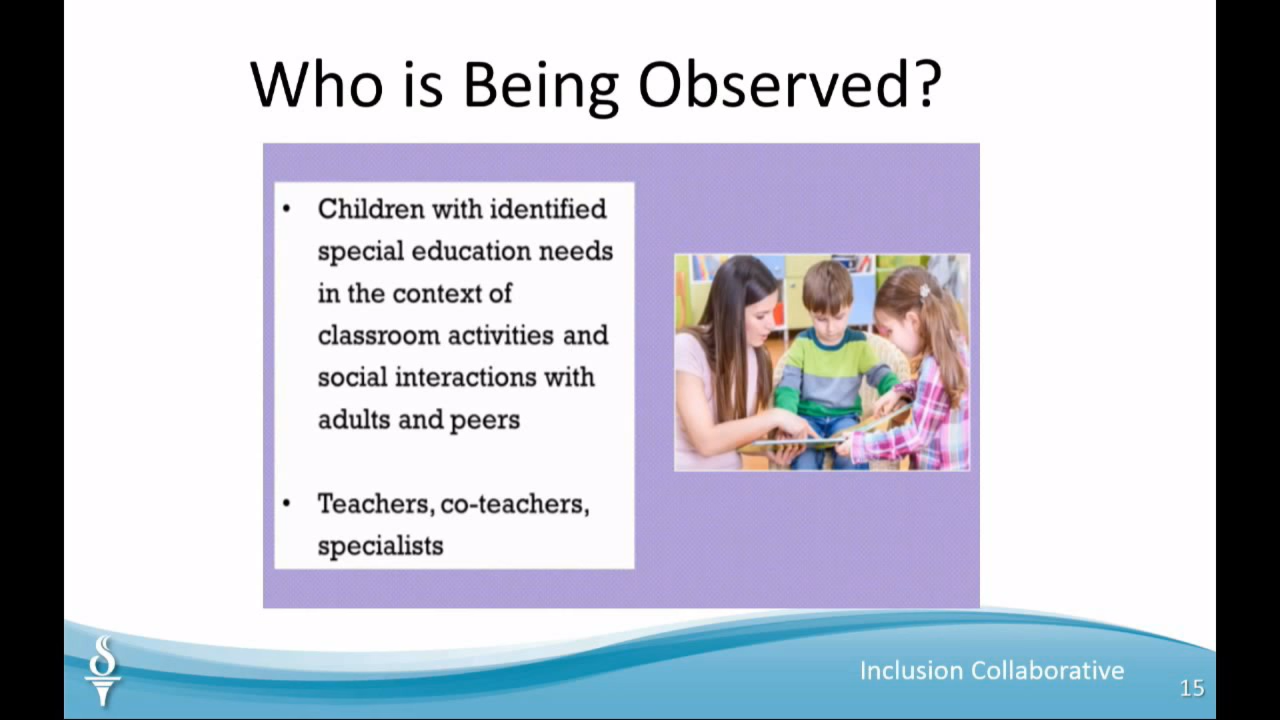 Who is Being Observed?
• Children with identified
special education needs
in the context of
classroom activities and
social interactions with
adults and peers
• Teachers, co-teachers,
specialists
Inclusion Collaborative
15